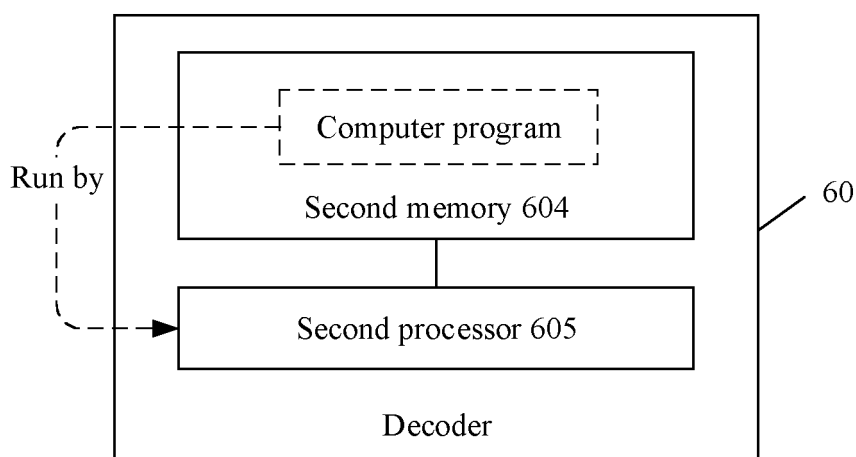 Computer program
Run by
Second memory 604
60
Second processor 605
Decoder